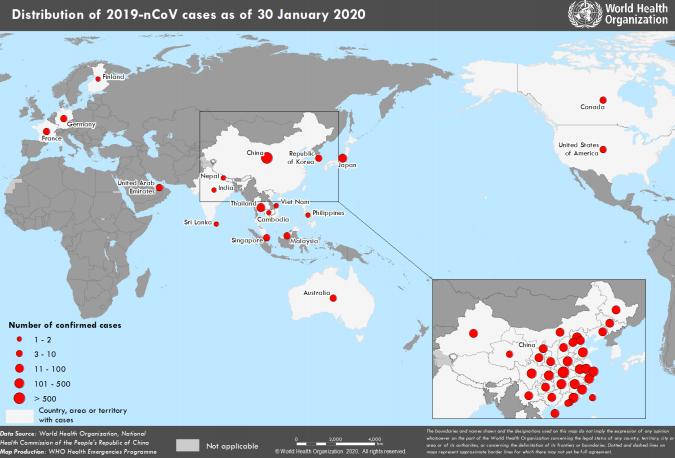 Distribution of 2019-nCoV cases as of 30 January 2020
World Health
Organization
Finland
Germany
France
Canada
United States
of America
China
Republic
of Korea
Japan
Nepal
India
United Arab
Emirates
Thailand
Viet Nam
Cambodia
Philippines
Sri Lanka
Singapore
Malaysia
Australia
China
Number of confirmed cases
1 - 2
3 - 10
11 - 100
101 - 500
> 500
Country, area or territory
with cases
Data Source: World Health Organization, National
Health Commission of the People's Republic of China
Map Production: WHO Health Emergencies Programme
Not applicable
0 2,000 4,000
© World Health Organization 2020. All rights reserved.
The boundaries and names shown and the designations used on this map do not imply the expression of any opinion
whatsoever on the part of the World Health Organization concerning the legal status of any country, territory, city or
area or of its authorities, or concerning the delimitation of its frontiers or boundaries. Dotted and dashed lines on
maps represent approximate border lines for which there may not yet be full agreement.